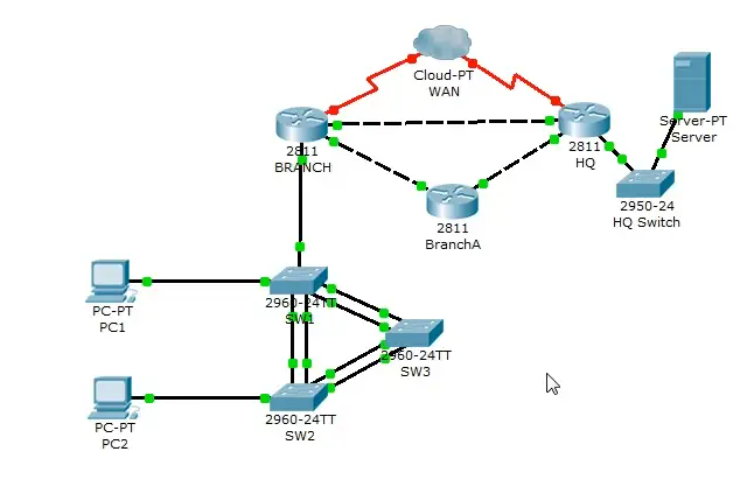 Cloud-PT
WAN
Server-PT
Server
2811
BRANCH
2811
HQ
2950-24
HQ Switch
2811
BranchA
PC-PT
PC1
2960-24TT
SW1
2960-24TT
SW3
PC-PT
PC2
2960-24TT
SW2